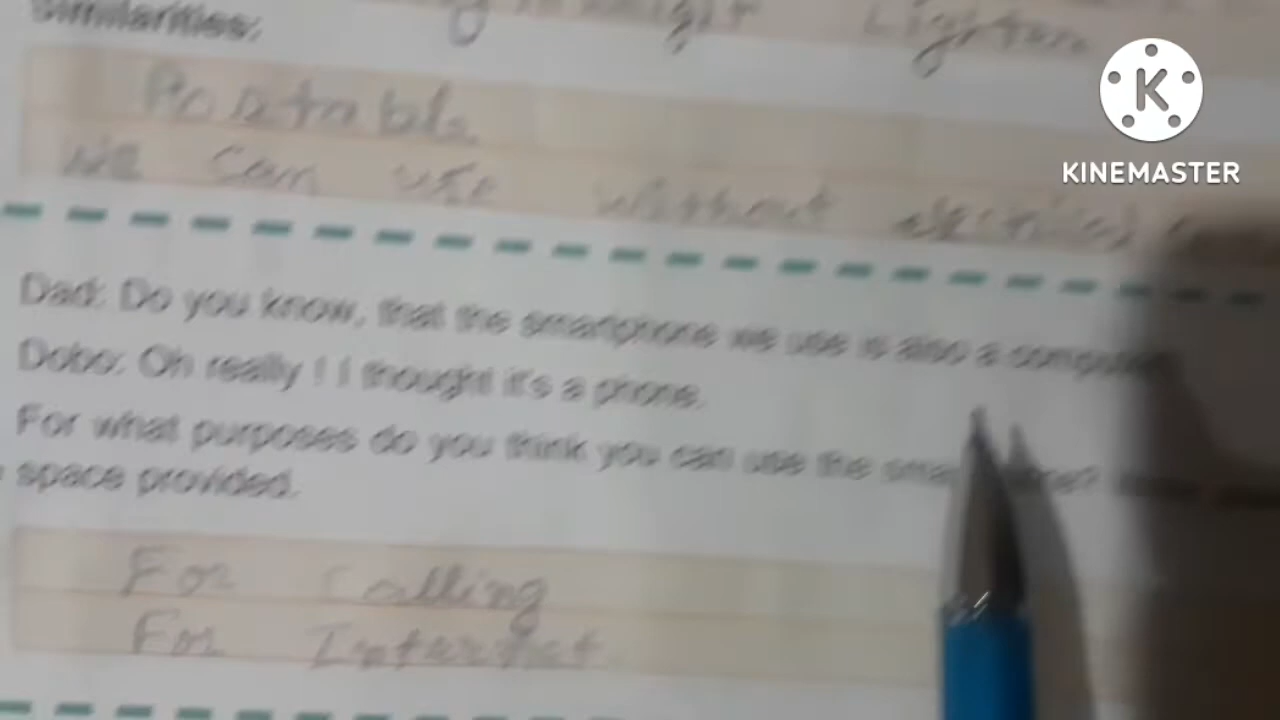 Similarities:
Lighter
Portable
We can use without
KINEMASTER
Dad: Do you know, that the smartphone we use is also a
Dobo: Oh really ! I thought it's a phone.
For what purposes do you think you can use the
space provided.
For Calling
For Internet